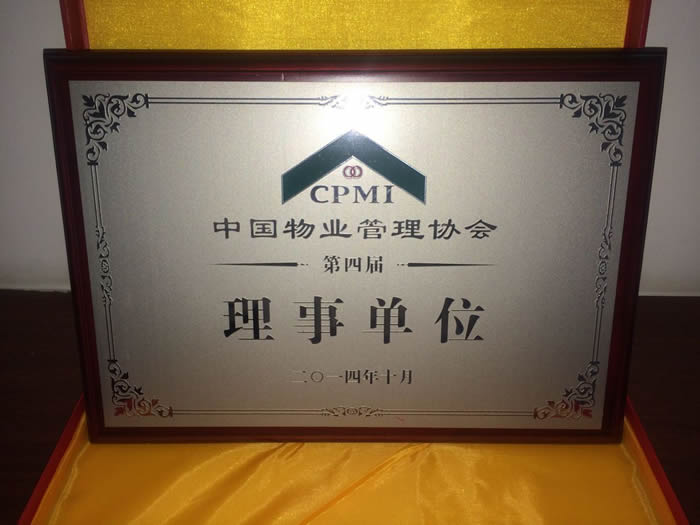 CPMI
中国物业管理协会
第四届
理事单位
二〇一四年十月